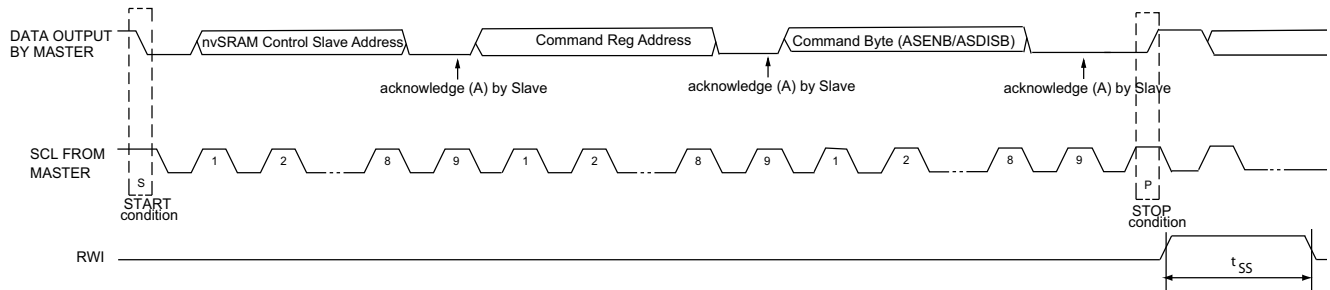 DATA OUTPUT
BY MASTER
nvSRAM Control Slave Address
Command Reg Address
Command Byte (ASENB/ASDISB)
acknowledge (A) by Slave
acknowledge (A) by Slave
acknowledge (A) by Slave
SCL FROM
MASTER
1 2 8 9 1 2 8 9 1 2 8 9
S
P
START
condition
STOP
condition
RWI
tSS